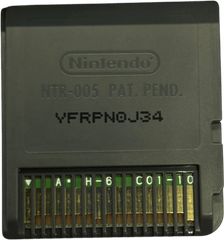 Nintendo
NTR-005 PAT. PEND.
YFRPN0J34
▼ A H-6 C01-10